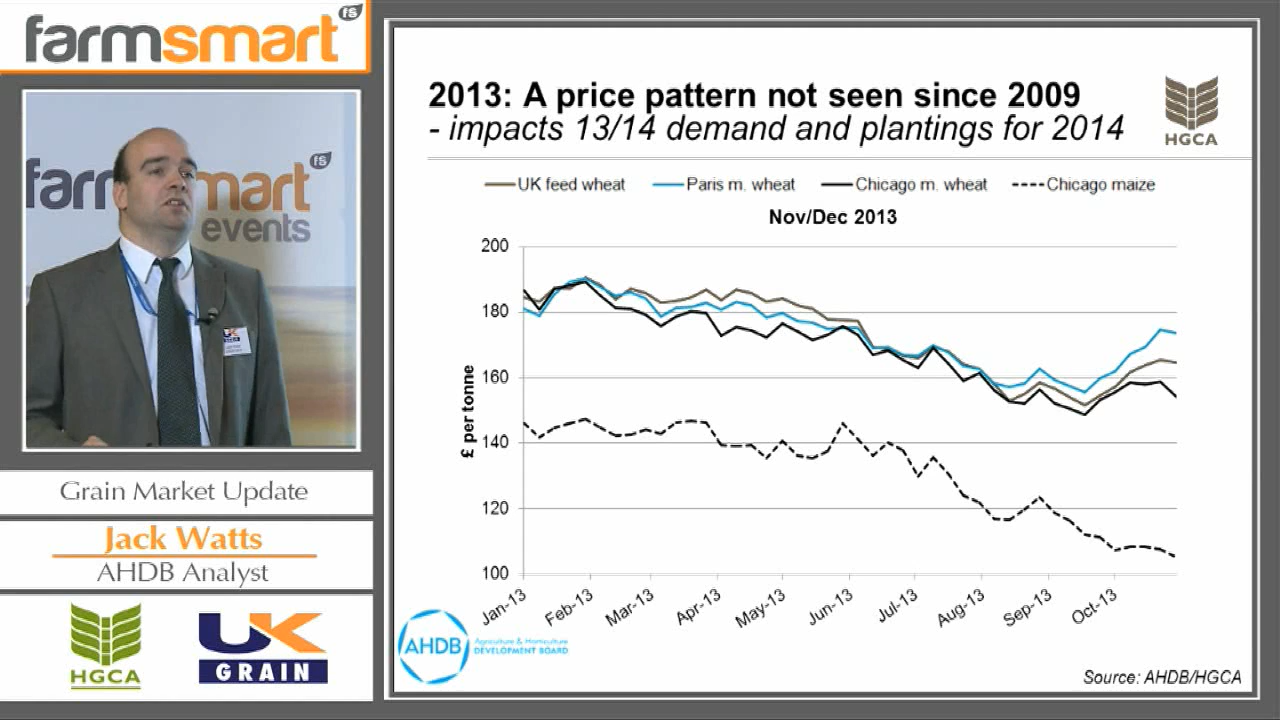 farmsmart fs
farm smart fs
events
UK
Grain Market Update
Jack Watts
AHDB Analyst
HGCA
UK
GRAIN
2013: A price pattern not seen since 2009
- impacts 13/14 demand and plantings for 2014
HGCA
UK feed wheat Paris m. wheat Chicago m. wheat Chicago maize
Nov/Dec 2013
£ per tonne
200
180
160
140
120
100
Jan-13 Feb-13 Mar-13 Apr-13 May-13 Jun-13 Jul-13 Aug-13 Sep-13 Oct-13
AHDB
Agriculture & Horticulture
DEVELOPMENT BOARD
Source: AHDB/HGCA